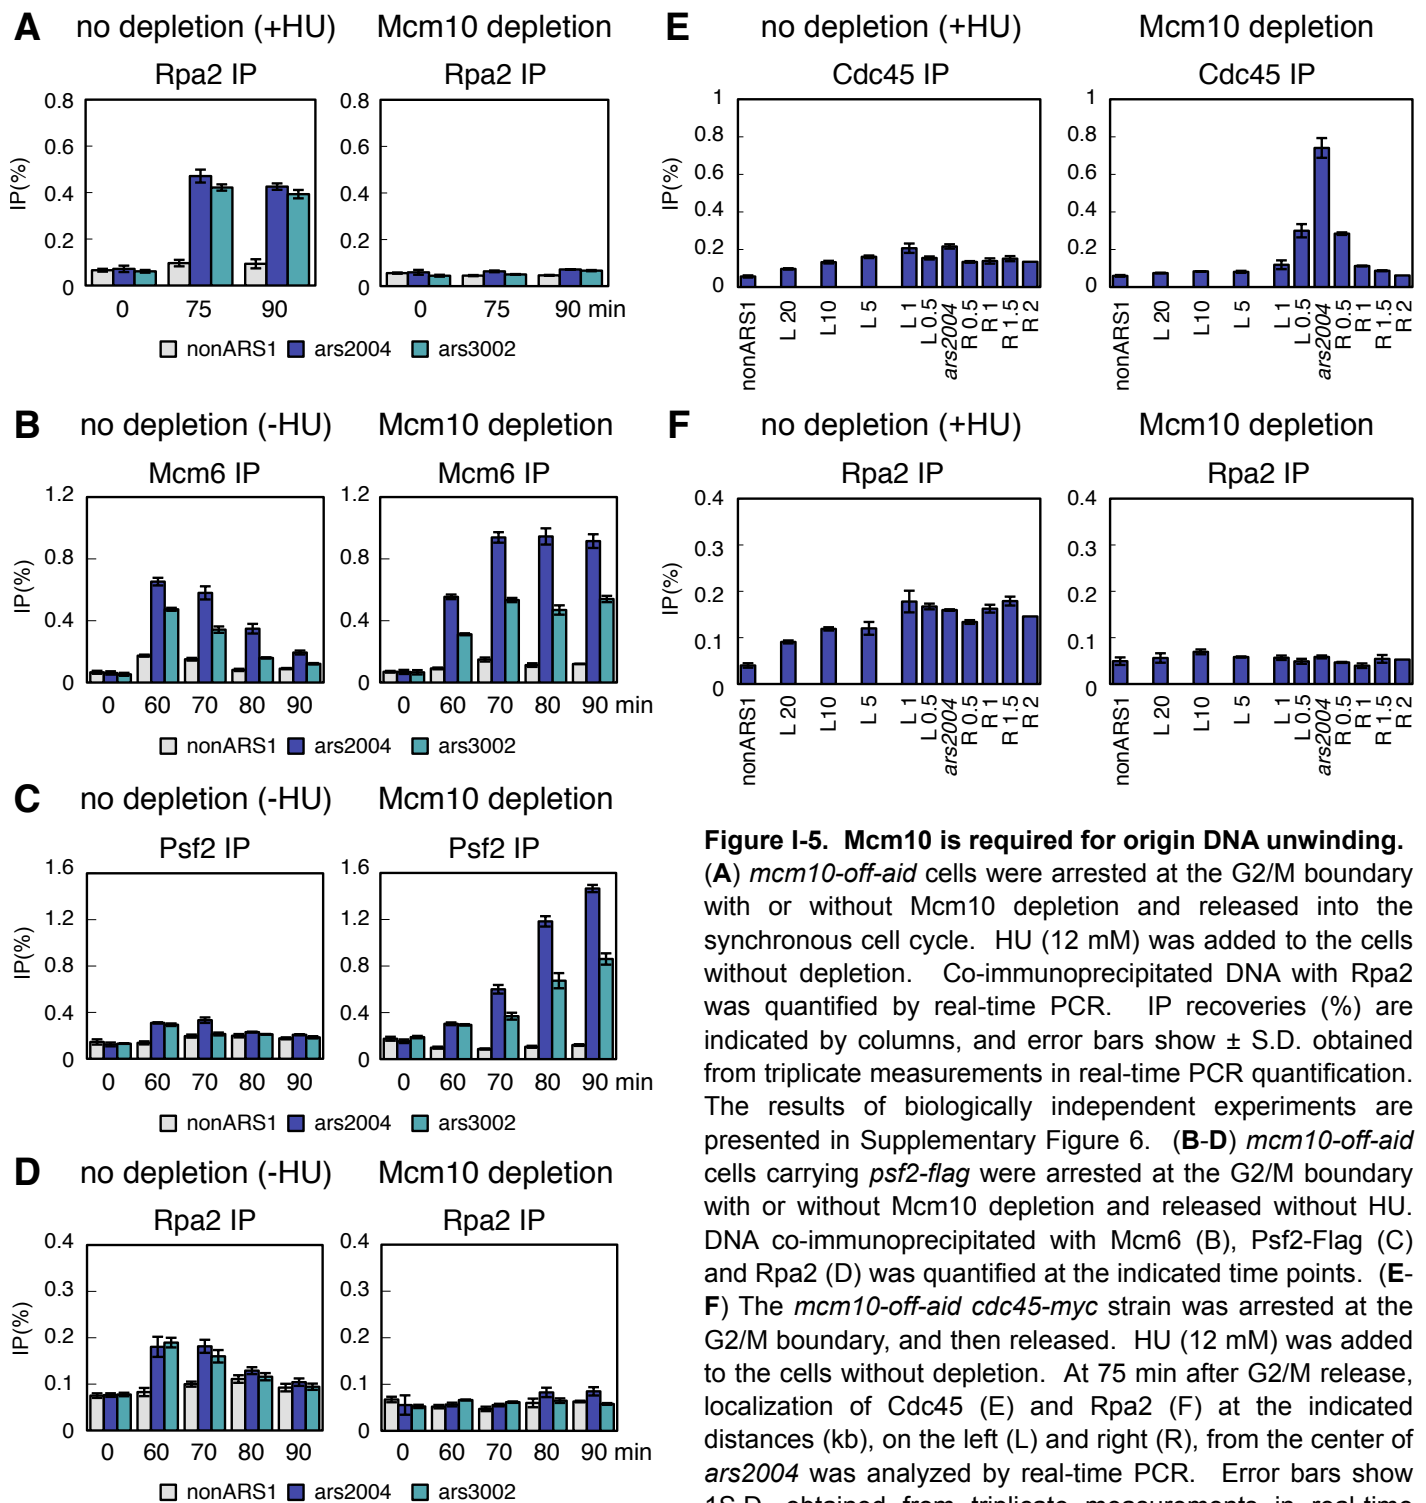 A no depletion (+HU) Mcm10 depletion
Rpa2 IP Rpa2 IP
0.8 0.8
0.6 0.6
0.4 0.4
0.2 0.2
0 0
IP(%)
0 75 90 0 75 90 min
nonARS1 ars2004 ars3002
B no depletion (-HU) Mcm10 depletion
Mcm6 IP Mcm6 IP
1.2 1.2
0.8 0.8
0.4 0.4
0 0
IP(%)
0 60 70 80 90 0 60 70 80 90 min
nonARS1 ars2004 ars3002
C no depletion (-HU) Mcm10 depletion
Psf2 IP Psf2 IP
1.6 1.6
1.2 1.2
0.8 0.8
0.4 0.4
0 0
IP(%)
0 60 70 80 90 0 60 70 80 90 min
nonARS1 ars2004 ars3002
D no depletion (-HU) Mcm10 depletion
Rpa2 IP Rpa2 IP
0.4 0.4
0.3 0.3
0.2 0.2
0.1 0.1
0 0
IP(%)
0 60 70 80 90 0 60 70 80 90 min
nonARS1 ars2004 ars3002
E no depletion (+HU) Mcm10 depletion
Cdc45 IP Cdc45 IP
1 1
0.8 0.8
0.6 0.6
0.4 0.4
0.2 0.2
0 0
IP(%)
nonARS1 L 20 L10 L 5 L 1 L 0.5 ars2004 R 0.5 R 1 R 1.5 R 2 nonARS1 L 20 L10 L 5 L 1 L 0.5 ars2004 R 0.5 R 1 R 1.5 R 2
F no depletion (+HU) Mcm10 depletion
Rpa2 IP Rpa2 IP
0.4 0.4
0.3 0.3
0.2 0.2
0.1 0.1
0 0
IP(%)
nonARS1 L 20 L10 L 5 L 1 L 0.5 ars2004 R 0.5 R 1 R 1.5 R 2 nonARS1 L 20 L10 L 5 L 1 L 0.5 ars2004 R 0.5 R 1 R 1.5 R 2
Figure I-5. Mcm10 is required for origin DNA unwinding.
(A) mcm10-off-aid cells were arrested at the G2/M boundary
with or without Mcm10 depletion and released into the
synchronous cell cycle. HU (12 mM) was added to the cells
without depletion. Co-immunoprecipitated DNA with Rpa2
was quantified by real-time PCR. IP recoveries (%) are
indicated by columns, and error bars show ± S.D. obtained
from triplicate measurements in real-time PCR quantification.
The results of biologically independent experiments are
presented in Supplementary Figure 6. (B-D) mcm10-off-aid
cells carrying psf2-flag were arrested at the G2/M boundary
with or without Mcm10 depletion and released without HU.
DNA co-immunoprecipitated with Mcm6 (B), Psf2-Flag (C)
and Rpa2 (D) was quantified at the indicated time points. (E-
F) The mcm10-off-aid cdc45-myc strain was arrested at the
G2/M boundary, and then released. HU (12 mM) was added
to the cells without depletion. At 75 min after G2/M release,
localization of Cdc45 (E) and Rpa2 (F) at the indicated
distances (kb), on the left (L) and right (R), from the center of
ars2004 was analyzed by real-time PCR. Error bars show
1S.D. obtained from triplicate measurements in real-time